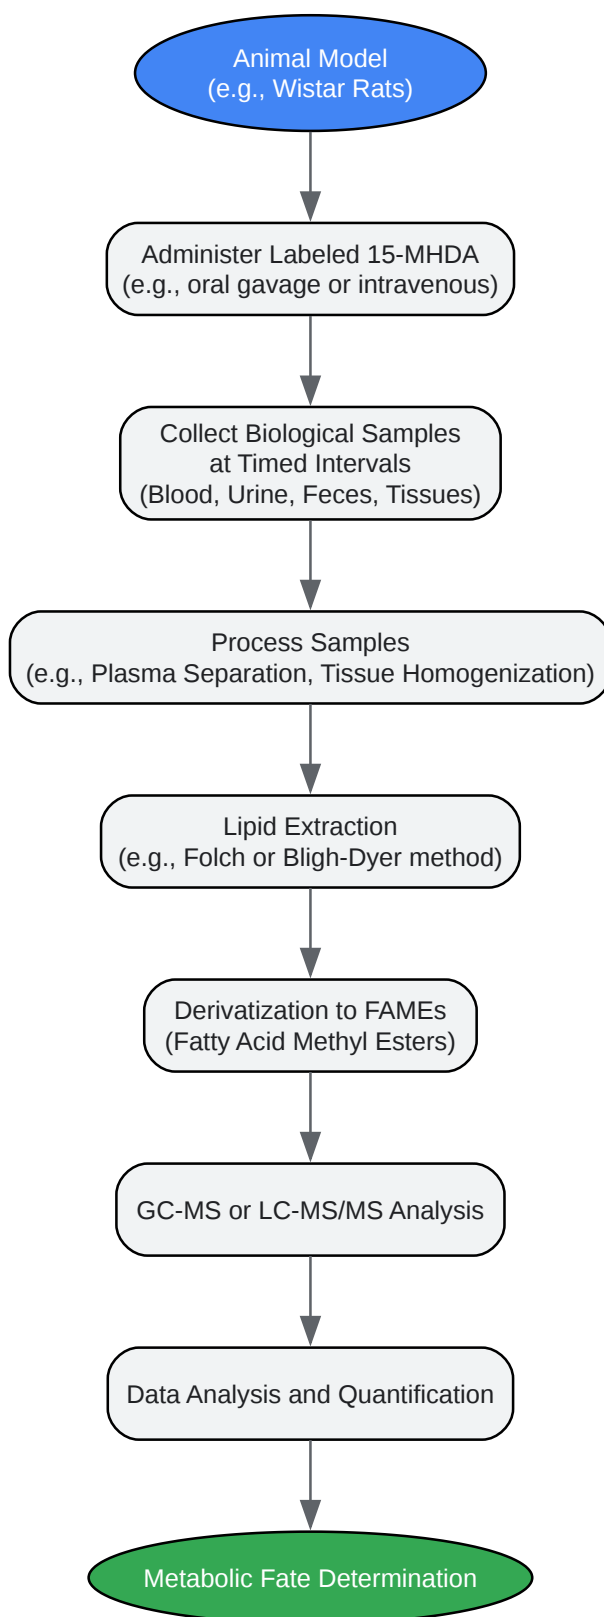 Animal Model
(e.g., Wistar Rats)
Administer Labeled 15-MHDA
(e.g., oral gavage or intravenous)
Collect Biological Samples
at Timed Intervals
(Blood, Urine, Feces, Tissues)
Process Samples
(e.g., Plasma Separation, Tissue Homogenization)
Lipid Extraction
(e.g., Folch or Bligh-Dyer method)
Derivatization to FAMEs
(Fatty Acid Methyl Esters)
GC-MS or LC-MS/MS Analysis
Data Analysis and Quantification
Metabolic Fate Determination